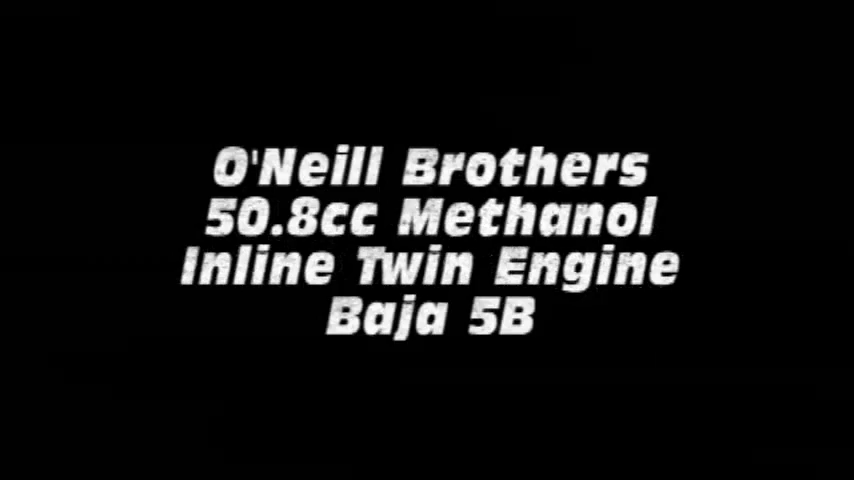 O'Neill Brothers
50.8cc Methanol
Inline Twin Engine
Baja 5B